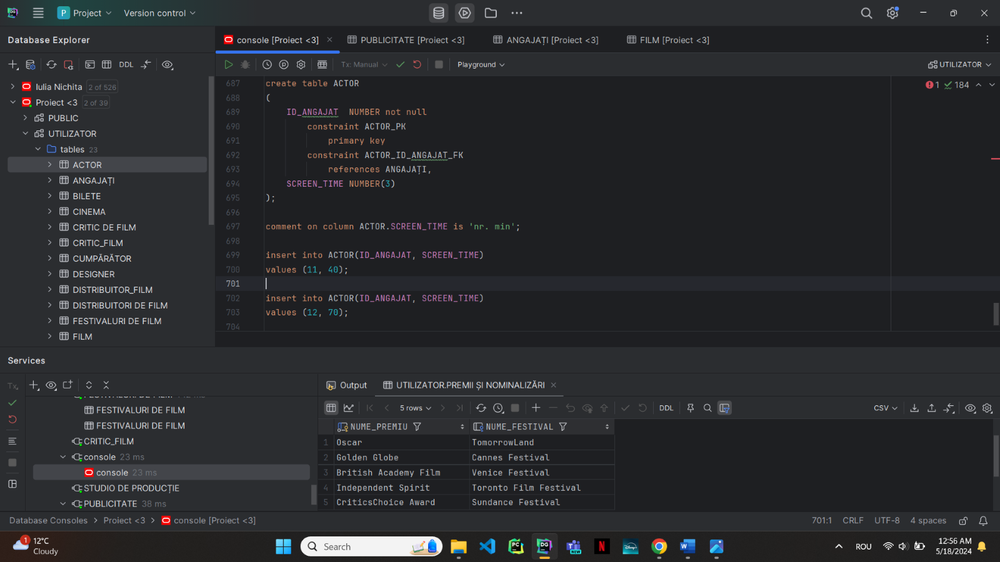 DG
P
Project
Version control
Database Explorer
console [Proiect <3]
PUBLICITATE [Proiect <3]
ANGAJAȚI [Proiect <3]
FILM [Proiect <3]
DDL
Tx: Manual
Playground
UTILIZATOR
Iulia Nichita 2 of 526
Proiect <3 2 of 39
PUBLIC
UTILIZATOR
tables 23
ACTOR
ANGAJAȚI
BILETE
CINEMA
CRITIC DE FILM
CRITIC_FILM
CUMPĂRĂTOR
DESIGNER
DISTRIBUITOR_FILM
DISTRIBUITORI DE FILM
FESTIVALURI DE FILM
FILM
1 184
687 create table ACTOR
688 (
689 ID_ANGAJAT NUMBER not null
690 constraint ACTOR_PK
691 primary key
692 constraint ACTOR_ID_ANGAJAT_FK
693 references ANGAJAȚI,
694 SCREEN_TIME NUMBER(3)
695 );
696
697 comment on column ACTOR.SCREEN_TIME is 'nr. min';
698
699 insert into ACTOR(ID_ANGAJAT, SCREEN_TIME)
700 values (11, 40);
701
702 insert into ACTOR(ID_ANGAJAT, SCREEN_TIME)
703 values (12, 70);
704
Services
Tx
FESTIVALURI DE FILM
FESTIVALURI DE FILM
FESTIVALURI DE FILM
CRITIC_FILM
console 23 ms
console 23 ms
STUDIO DE PRODUCȚIE
PUBLICITATE 38 ms
Output
UTILIZATOR.PREMII ȘI NOMINALIZĂRI
5 rows
DDL
CSV
NUME_PREMIU NUME_FESTIVAL
1 Oscar TomorrowLand
2 Golden Globe Cannes Festival
3 British Academy Film Venice Festival
4 Independent Spirit Toronto Film Festival
5 CriticsChoice Award Sundance Festival
Database Consoles > Proiect <3 > console [Proiect <3]
701:1 CRLF UTF-8 4 spaces
1
12°C
Cloudy
Search
PC
DG
NEW
N
Disney+
W
ROU
12:56 AM
5/18/2024